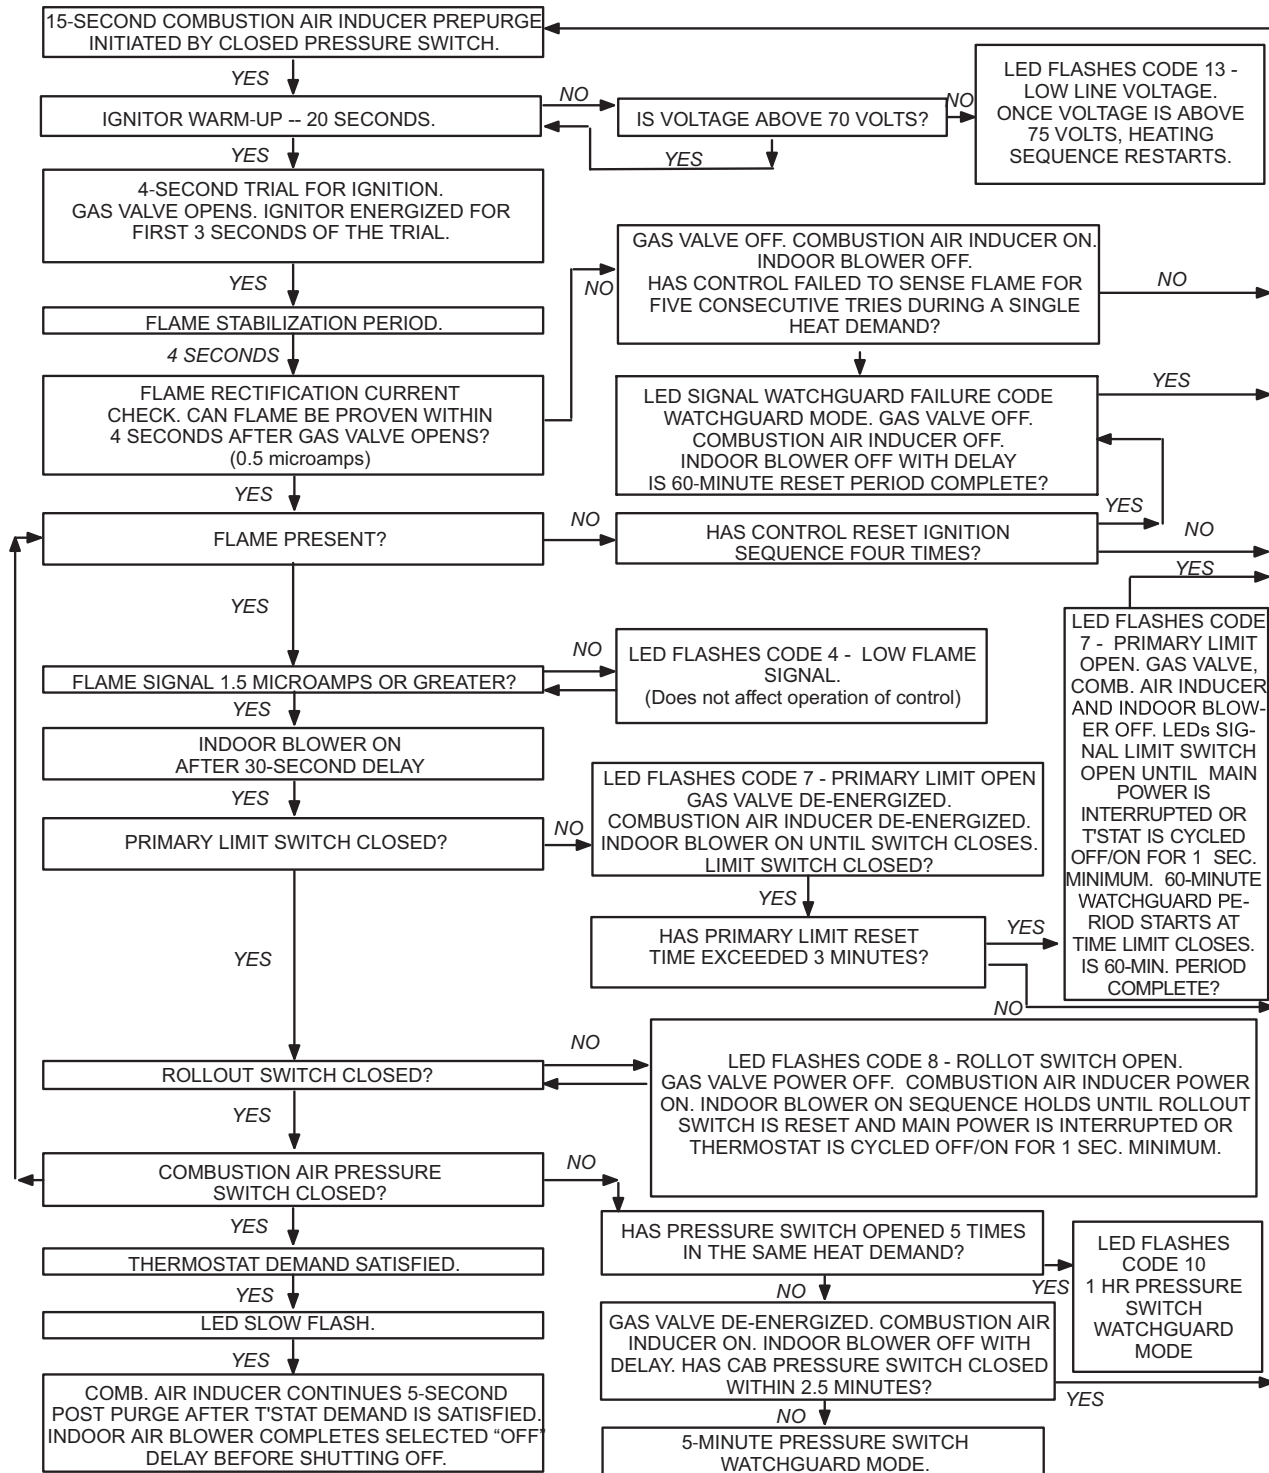 15-SECOND COMBUSTION AIR INDUCER PREPURGE
INITIATED BY CLOSED PRESSURE SWITCH.
YES
IGNITOR WARM-UP -- 20 SECONDS.
NO
IS VOLTAGE ABOVE 70 VOLTS?
NO
YES
LED FLASHES CODE 13 -
LOW LINE VOLTAGE.
ONCE VOLTAGE IS ABOVE
75 VOLTS, HEATING
SEQUENCE RESTARTS.
YES
4-SECOND TRIAL FOR IGNITION.
GAS VALVE OPENS. IGNITOR ENERGIZED FOR
FIRST 3 SECONDS OF THE TRIAL.
YES
FLAME STABILIZATION PERIOD.
4 SECONDS
FLAME RECTIFICATION CURRENT
CHECK. CAN FLAME BE PROVEN WITHIN
4 SECONDS AFTER GAS VALVE OPENS?
(0.5 microamps)
NO
GAS VALVE OFF. COMBUSTION AIR INDUCER ON.
INDOOR BLOWER OFF.
HAS CONTROL FAILED TO SENSE FLAME FOR
FIVE CONSECUTIVE TRIES DURING A SINGLE
HEAT DEMAND?
NO
LED SIGNAL WATCHGUARD FAILURE CODE
WATCHGUARD MODE. GAS VALVE OFF.
COMBUSTION AIR INDUCER OFF.
INDOOR BLOWER OFF WITH DELAY
IS 60-MINUTE RESET PERIOD COMPLETE?
YES
YES
FLAME PRESENT?
NO
HAS CONTROL RESET IGNITION
SEQUENCE FOUR TIMES?
YES
NO
YES
YES
LED FLASHES CODE
7 - PRIMARY LIMIT
OPEN. GAS VALVE,
COMB. AIR INDUCER
AND INDOOR BLOW-
ER OFF. LEDs SIG-
NAL LIMIT SWITCH
OPEN UNTIL MAIN
POWER IS
INTERRUPTED OR
T'STAT IS CYCLED
OFF/ON FOR 1 SEC.
MINIMUM. 60-MINUTE
WATCHGUARD PE-
RIOD STARTS AT
TIME LIMIT CLOSES.
IS 60-MIN. PERIOD
COMPLETE?
FLAME SIGNAL 1.5 MICROAMPS OR GREATER?
NO
LED FLASHES CODE 4 - LOW FLAME
SIGNAL.
(Does not affect operation of control)
YES
INDOOR BLOWER ON
AFTER 30-SECOND DELAY
YES
PRIMARY LIMIT SWITCH CLOSED?
NO
LED FLASHES CODE 7 - PRIMARY LIMIT OPEN
GAS VALVE DE-ENERGIZED.
COMBUSTION AIR INDUCER DE-ENERGIZED.
INDOOR BLOWER ON UNTIL SWITCH CLOSES.
LIMIT SWITCH CLOSED?
YES
HAS PRIMARY LIMIT RESET
TIME EXCEEDED 3 MINUTES?
YES
NO
YES
ROLLOUT SWITCH CLOSED?
NO
LED FLASHES CODE 8 - ROLLOT SWITCH OPEN.
GAS VALVE POWER OFF. COMBUSTION AIR INDUCER POWER
ON. INDOOR BLOWER ON SEQUENCE HOLDS UNTIL ROLLOUT
SWITCH IS RESET AND MAIN POWER IS INTERRUPTED OR
THERMOSTAT IS CYCLED OFF/ON FOR 1 SEC. MINIMUM.
YES
COMBUSTION AIR PRESSURE
SWITCH CLOSED?
NO
HAS PRESSURE SWITCH OPENED 5 TIMES
IN THE SAME HEAT DEMAND?
YES
LED FLASHES
CODE 10
1 HR PRESSURE
SWITCH
WATCHGUARD
MODE
NO
GAS VALVE DE-ENERGIZED. COMBUSTION AIR
INDUCER ON. INDOOR BLOWER OFF WITH
DELAY. HAS CAB PRESSURE SWITCH CLOSED
WITHIN 2.5 MINUTES?
YES
NO
5-MINUTE PRESSURE SWITCH
WATCHGUARD MODE.
YES
THERMOSTAT DEMAND SATISFIED.
YES
LED SLOW FLASH.
YES
COMB. AIR INDUCER CONTINUES 5-SECOND
POST PURGE AFTER T'STAT DEMAND IS SATISFIED.
INDOOR AIR BLOWER COMPLETES SELECTED “OFF”
DELAY BEFORE SHUTTING OFF.